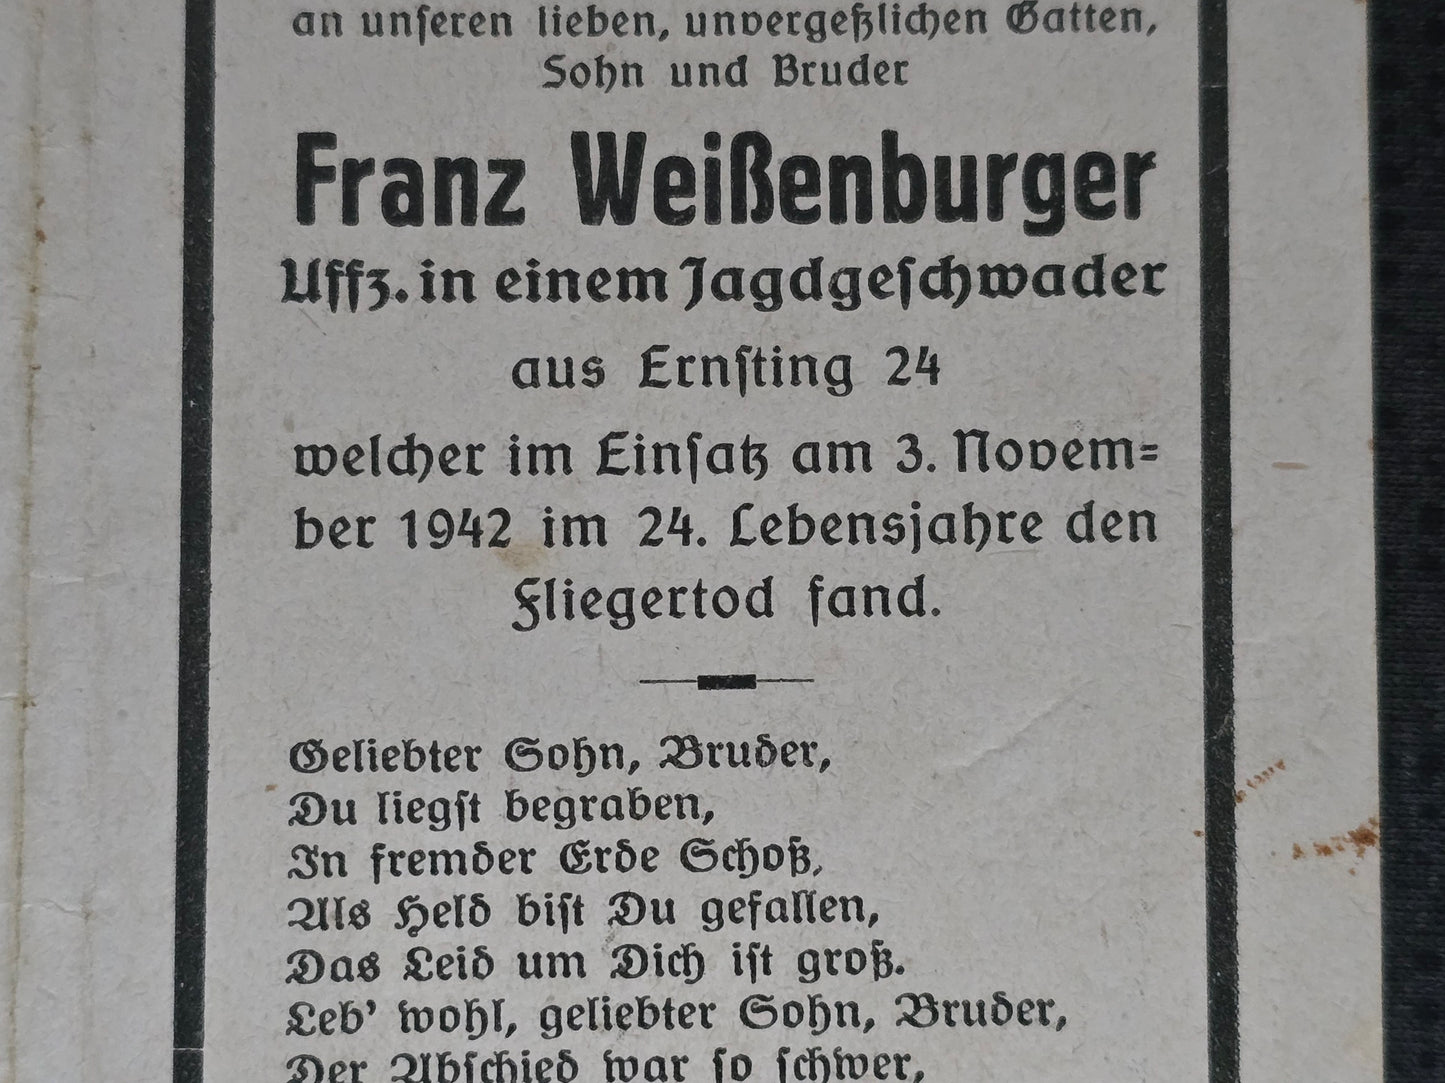 an unseren lieben, unvergeßlichen Gatten,
Sohn und Bruder
Franz Weißenburger
Uffz. in einem Jagdgeschwader
aus Ernsting 24
welcher im Einsatz am 3. Novem=
ber 1942 im 24. Lebensjahre den
Fliegertod fand.
Geliebter Sohn, Bruder,
Du liegst begraben,
In fremder Erde Schoß,
Als Held bist Du gefallen,
Das Leid um Dich ist groß.
Leb' wohl, geliebter Sohn, Bruder,
Der Abschied war so schwer,